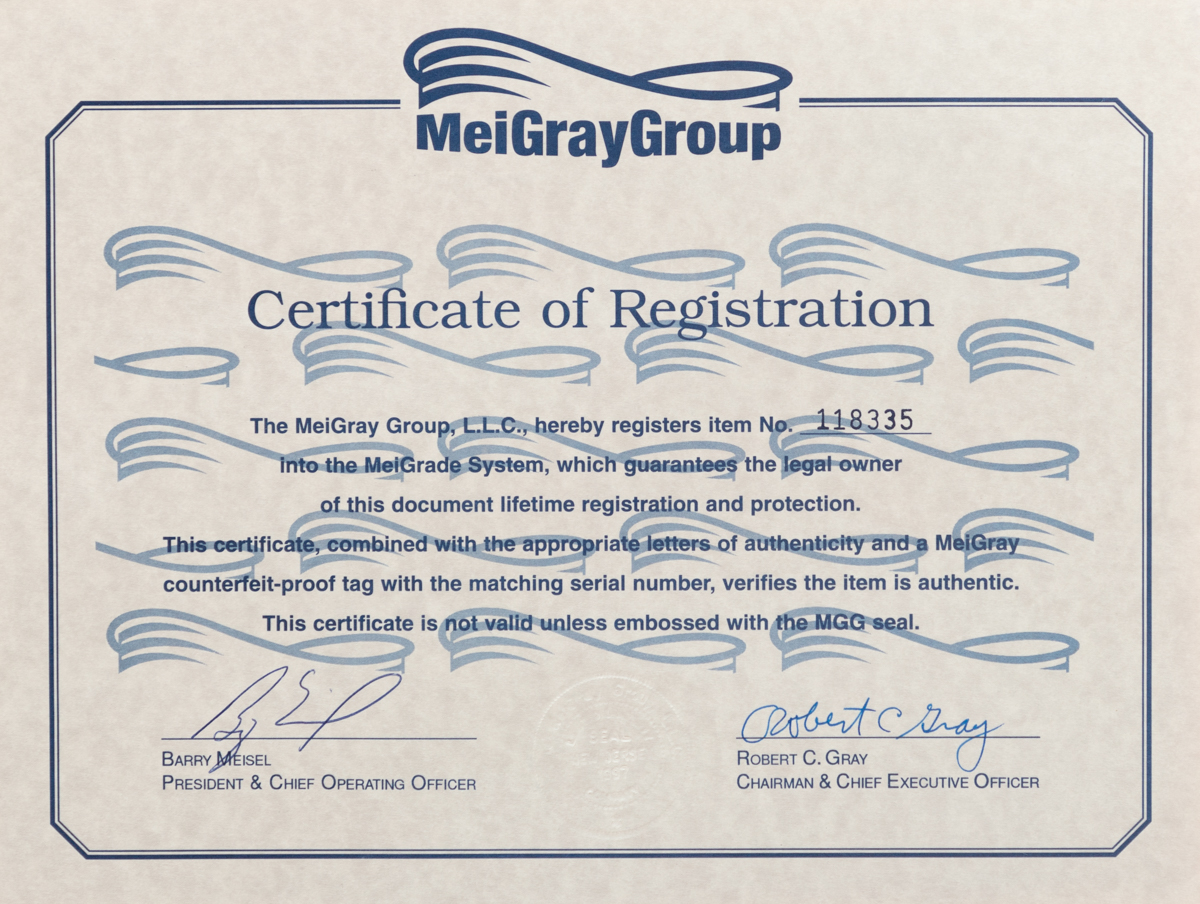 MeiGrayGroup
Certificate of Registration
The MeiGray Group, L.L.C., hereby registers item No. 118335
into the MeiGrade System, which guarantees the legal owner
of this document lifetime registration and protection.
This certificate, combined with the appropriate letters of authenticity and a MeiGray
counterfeit-proof tag with the matching serial number, verifies the item is authentic.
This certificate is not valid unless embossed with the MGG seal.
Robert C Gray
BARRY MEISEL
PRESIDENT & CHIEF OPERATING OFFICER
ROBERT C. GRAY
CHAIRMAN & CHIEF EXECUTIVE OFFICER
SEAL